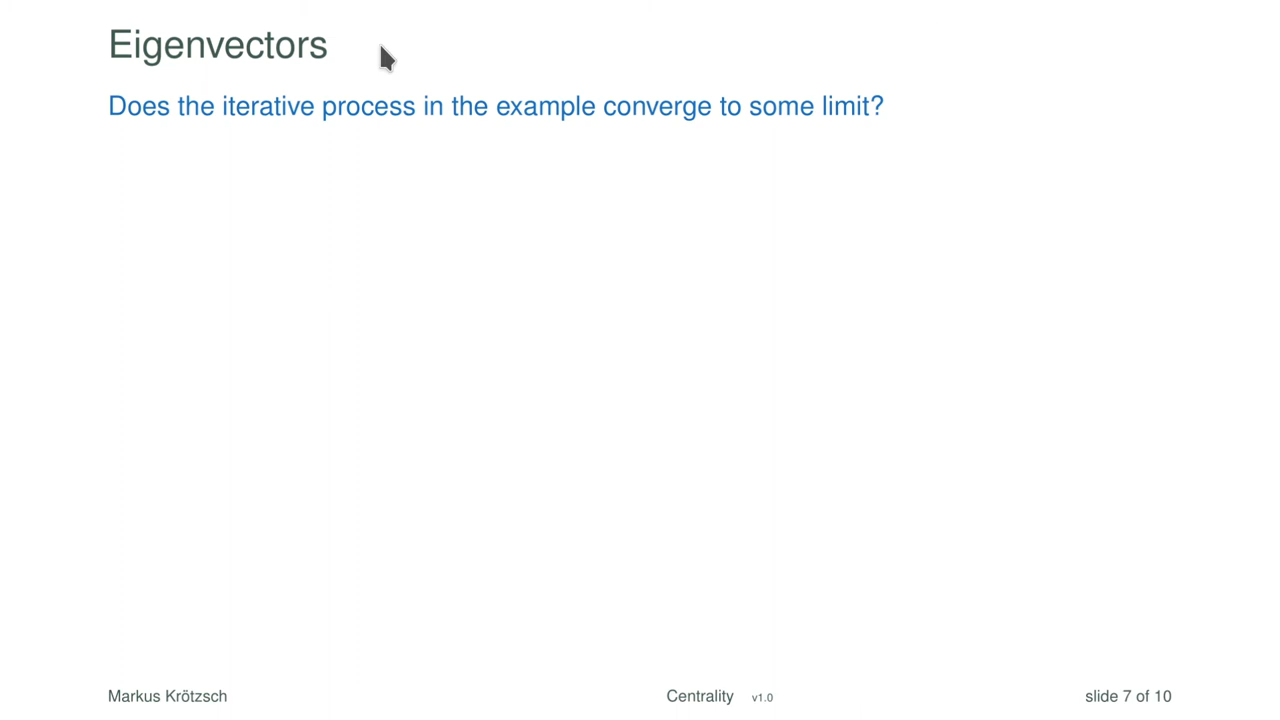 Eigenvectors
Does the iterative process in the example converge to some limit?
Markus Krötzsch Centrality v1.0 slide 7 of 10